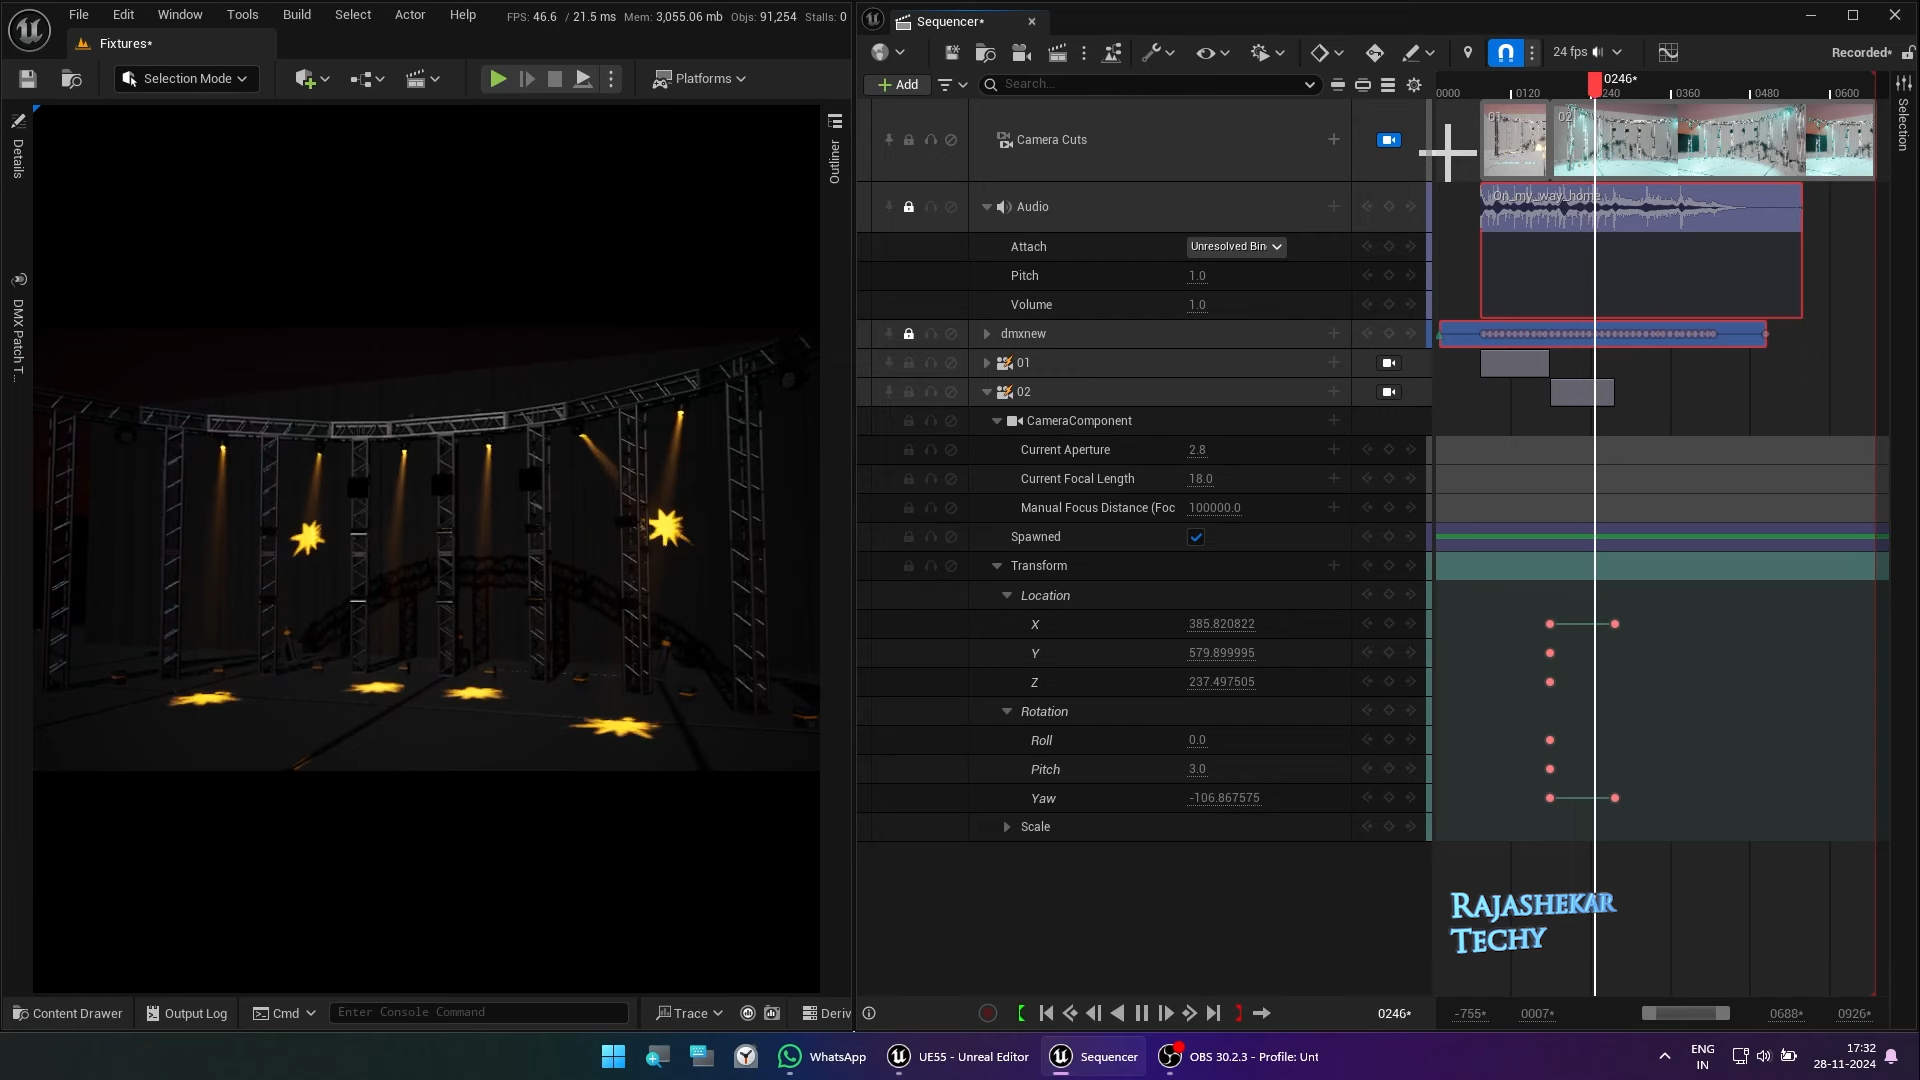 File Edit Window Tools Build Select Actor Help
FPS: 46.6 / 21.5 ms Mem: 3,055.06 mb Objs: 91,254 Stalls: 0
Fixtures*
Selection Mode
Platforms
Details
DMX Patch T...
Outliner
Content Drawer
Output Log
Cmd
Enter Console Command
Trace
Deriv
Sequencer*
24 fps
Recorded*
Add
Search...
0246*
0000 0120 240 0360 0480 0600
Selection
Camera Cuts
01
02
Audio
On_my_way_home
Attach
Unresolved Bin
Pitch
1.0
Volume
1.0
dmxnew
01
02
CameraComponent
Current Aperture
2.8
Current Focal Length
18.0
Manual Focus Distance (Foc
100000.0
Spawned
Transform
Location
X
385.820822
Y
579.899995
Z
237.497505
Rotation
Roll
0.0
Pitch
3.0
Yaw
-106.867575
Scale
RAJASHEKAR
TECHY
0246*
-755*
0007*
0688*
0926*
WhatsApp
UE55 - Unreal Editor
Sequencer
OBS 30.2.3 - Profile: Unt
ENG
IN
17:32
28-11-2024